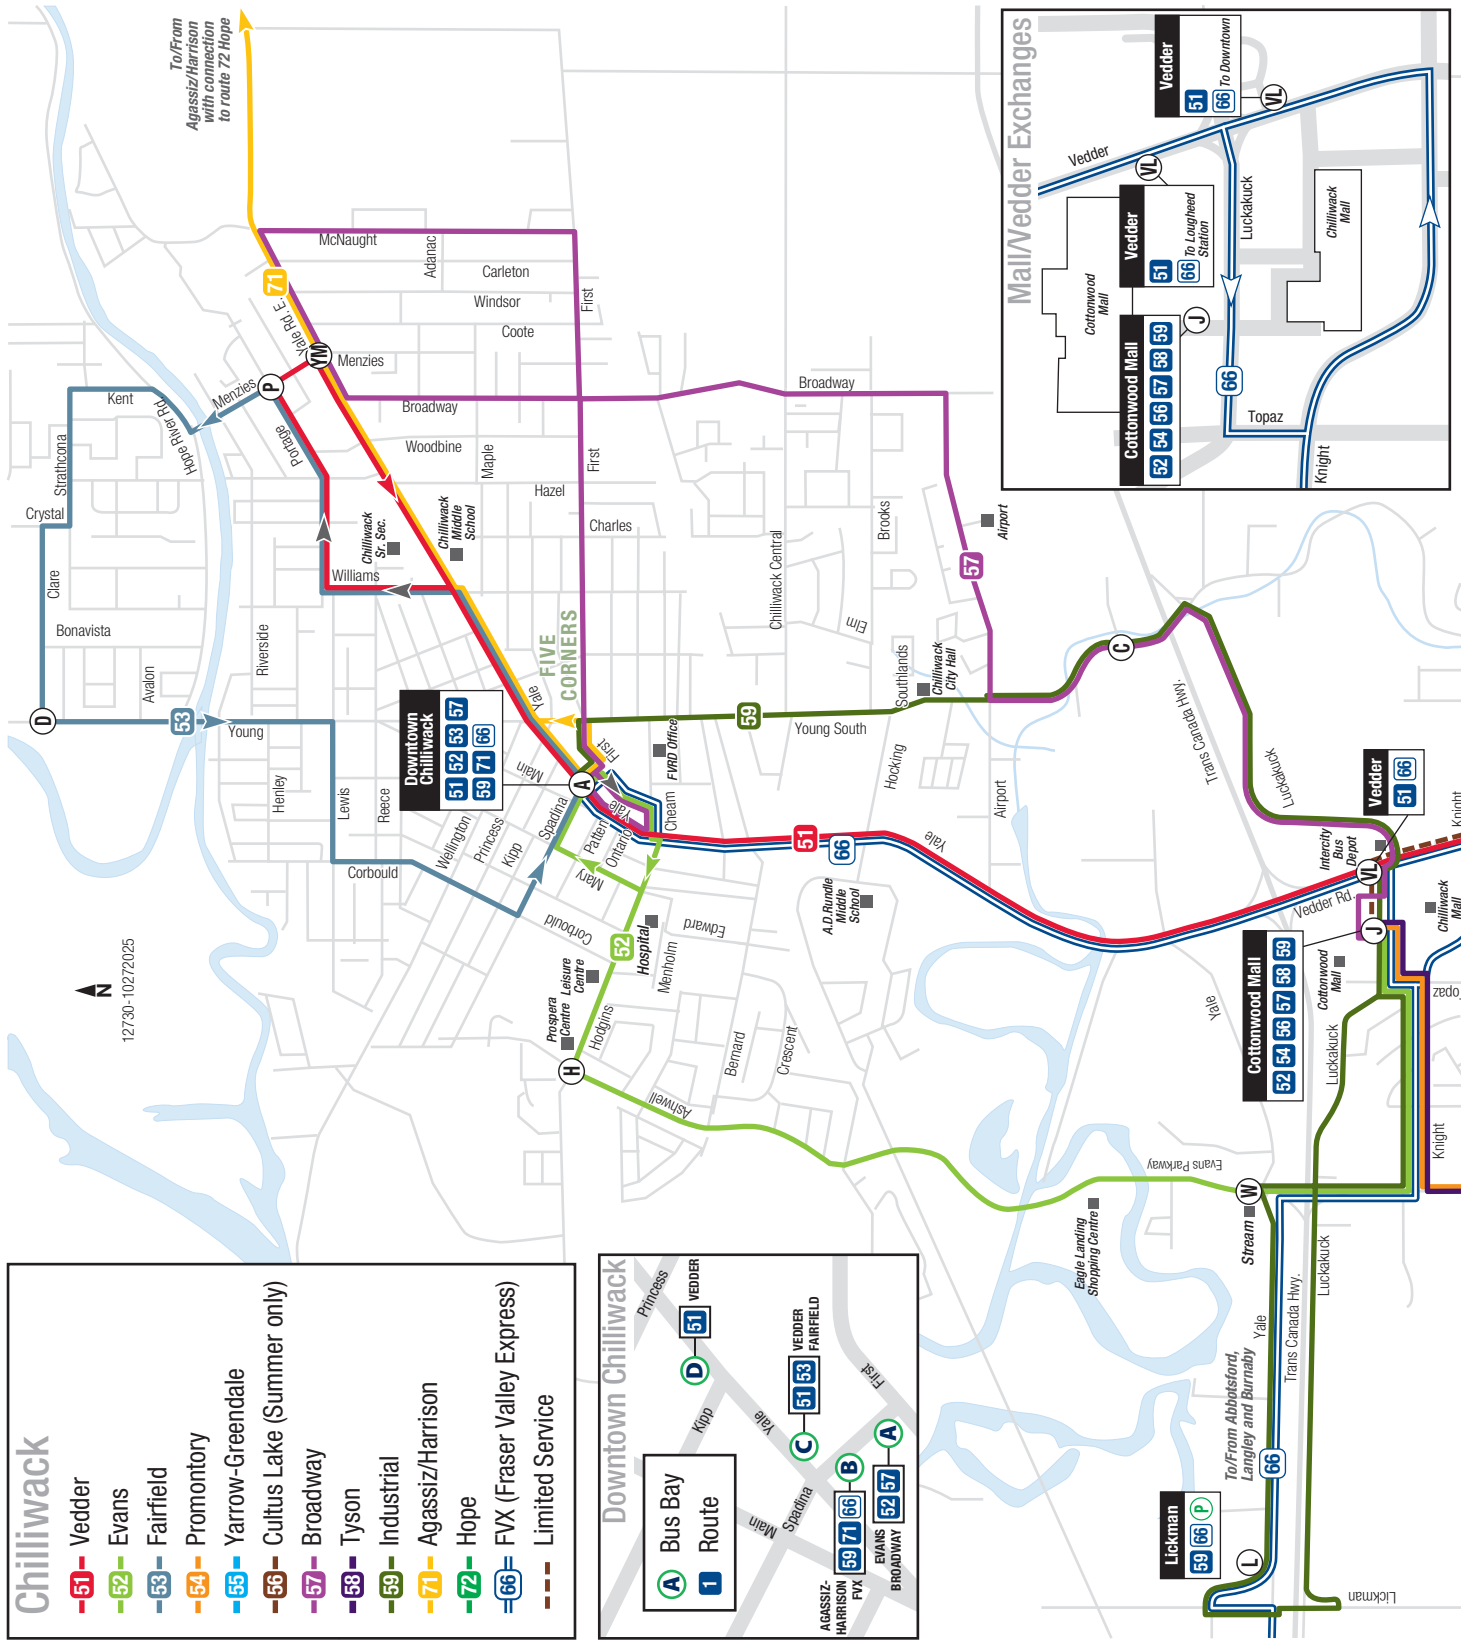 Chilliwack
51 Vedder
52 Evans
53 Fairfield
54 Promontory
55 Yarrow-Greendale
56 Cultus Lake (Summer only)
57 Broadway
58 Tyson
59 Industrial
71 Agassiz/Harrison
72 Hope
66 FVX (Fraser Valley Express)
Limited Service
N
12730-10272025
To/From
Agassiz/Harrison
with connection
to route 72 Hope
71
Yale Rd. E.
YM
P
Menzies
Menzies
Kent
Hope River Rd.
Strathcona
Crystal
Clare
Bonavista
Avalon
D
53
Young
Riverside
Henley
Lewis
Reece
Corbould
Portage
Williams
Chilliwack
Sr. Sec.
Chilliwack
Middle
School
McNaught
Adanac
Carleton
Windsor
Coote
First
Broadway
Broadway
Woodbine
Maple
First
Hazel
Charles
Chilliwack Central
Brooks
Elm
Southlands
Airport
57
Chilliwack
City Hall
FIVE
CORNERS
Yale
Downtown
Chilliwack
51 52 53 57
59 71 66
Main
Wellington
Princess
Kipp
Spadina
A
First
Yale
Patten
Ontario
Mary
FVRD Office
Cheam
59
Young South
Hocking
Airport
51
66
Yale
A.D.Rundle
Middle
School
Corbould
52
Hospital
Edward
Menholm
Leisure
Centre
Prospera
Centre
Hodgins
H
Ashwell
Bernard
Crescent
Evans Parkway
Eagle Landing
Shopping Centre
Stream
W
C
Trans Canada Hwy.
Luckakuck
Vedder
51 66
Intercity
Bus
Depot
VL
Vedder Rd.
Knight
Chilliwack
Mall
J
Cottonwood
Mall
Cottonwood Mall
52 54 56 57 58 59
Yale
Luckakuck
Topaz
Knight
Luckakuck
Trans Canada Hwy.
Yale
To/From Abbotsford,
Langley and Burnaby
66
Lickman
59 66 P
L
Lickman
Downtown Chilliwack
A Bus Bay
1 Route
Princess
Kipp
Yale
Main
Spadina
First
D
51 VEDDER
C
51 53
VEDDER
FAIRFIELD
B
59 71 66
AGASSIZ-
HARRISON
FVX
A
52 57
EVANS
BROADWAY
Mall/Vedder Exchanges
Vedder
51
66 To Downtown
VL
Vedder
VL
Vedder
51
66 To Lougheed
Station
Cottonwood
Mall
Cottonwood Mall
52 54 56 57 58 59
J
Luckakuck
Chilliwack
Mall
66
Topaz
Knight